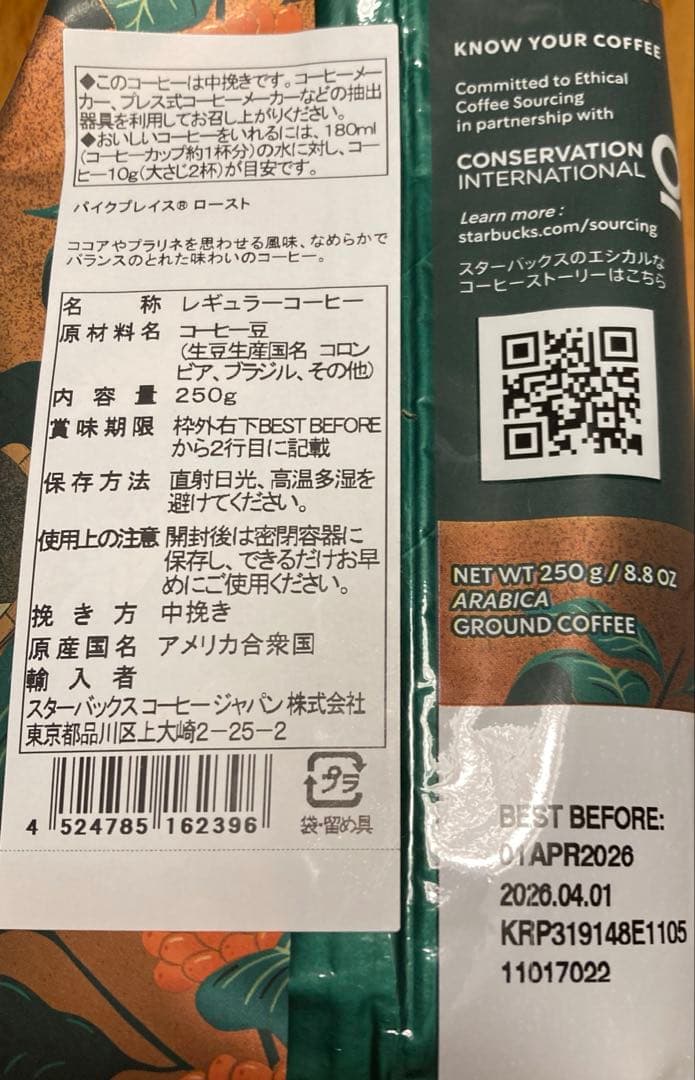 ◆このコーヒーは中挽きです。コーヒーメー
カー、プレス式コーヒーメーカーなどの抽出
器具を利用してお召し上がりください。
◆おいしいコーヒーをいれるには、180ml
(コーヒーカップ約1杯分)の水に対し、コー
ヒー10g(大さじ2杯)が目安です。
パイクプレイス® ロースト
ココアやプラリネを思わせる風味、なめらかで
バランスのとれた味わいのコーヒー。
名称 レギュラーコーヒー
原材料名 コーヒー豆
(生豆生産国名 コロン
ビア、ブラジル、その他)
内容量 250g
賞味期限 枠外右下BEST BEFORE
から2行目に記載
保存方法 直射日光、高温多湿を
避けてください。
使用上の注意 開封後は密閉容器に
保存し、できるだけお早
めにご使用ください。
挽き方 中挽き
原産国名 アメリカ合衆国
輸入者
スターバックス コーヒー ジャパン 株式会社
東京都品川区上大崎2-25-2
4 524785 162396
プラ
袋・留め具
KNOW YOUR COFFEE
Committed to Ethical
Coffee Sourcing
in partnership with
CONSERVATION
INTERNATIONAL
Learn more:
starbucks.com/sourcing
スターバックスのエシカルな
コーヒーストーリーはこちら
NET WT 250 g / 8.8 OZ
ARABICA
GROUND COFFEE
BEST BEFORE:
01APR2026
2026.04.01
KRP319148E1105
11017022